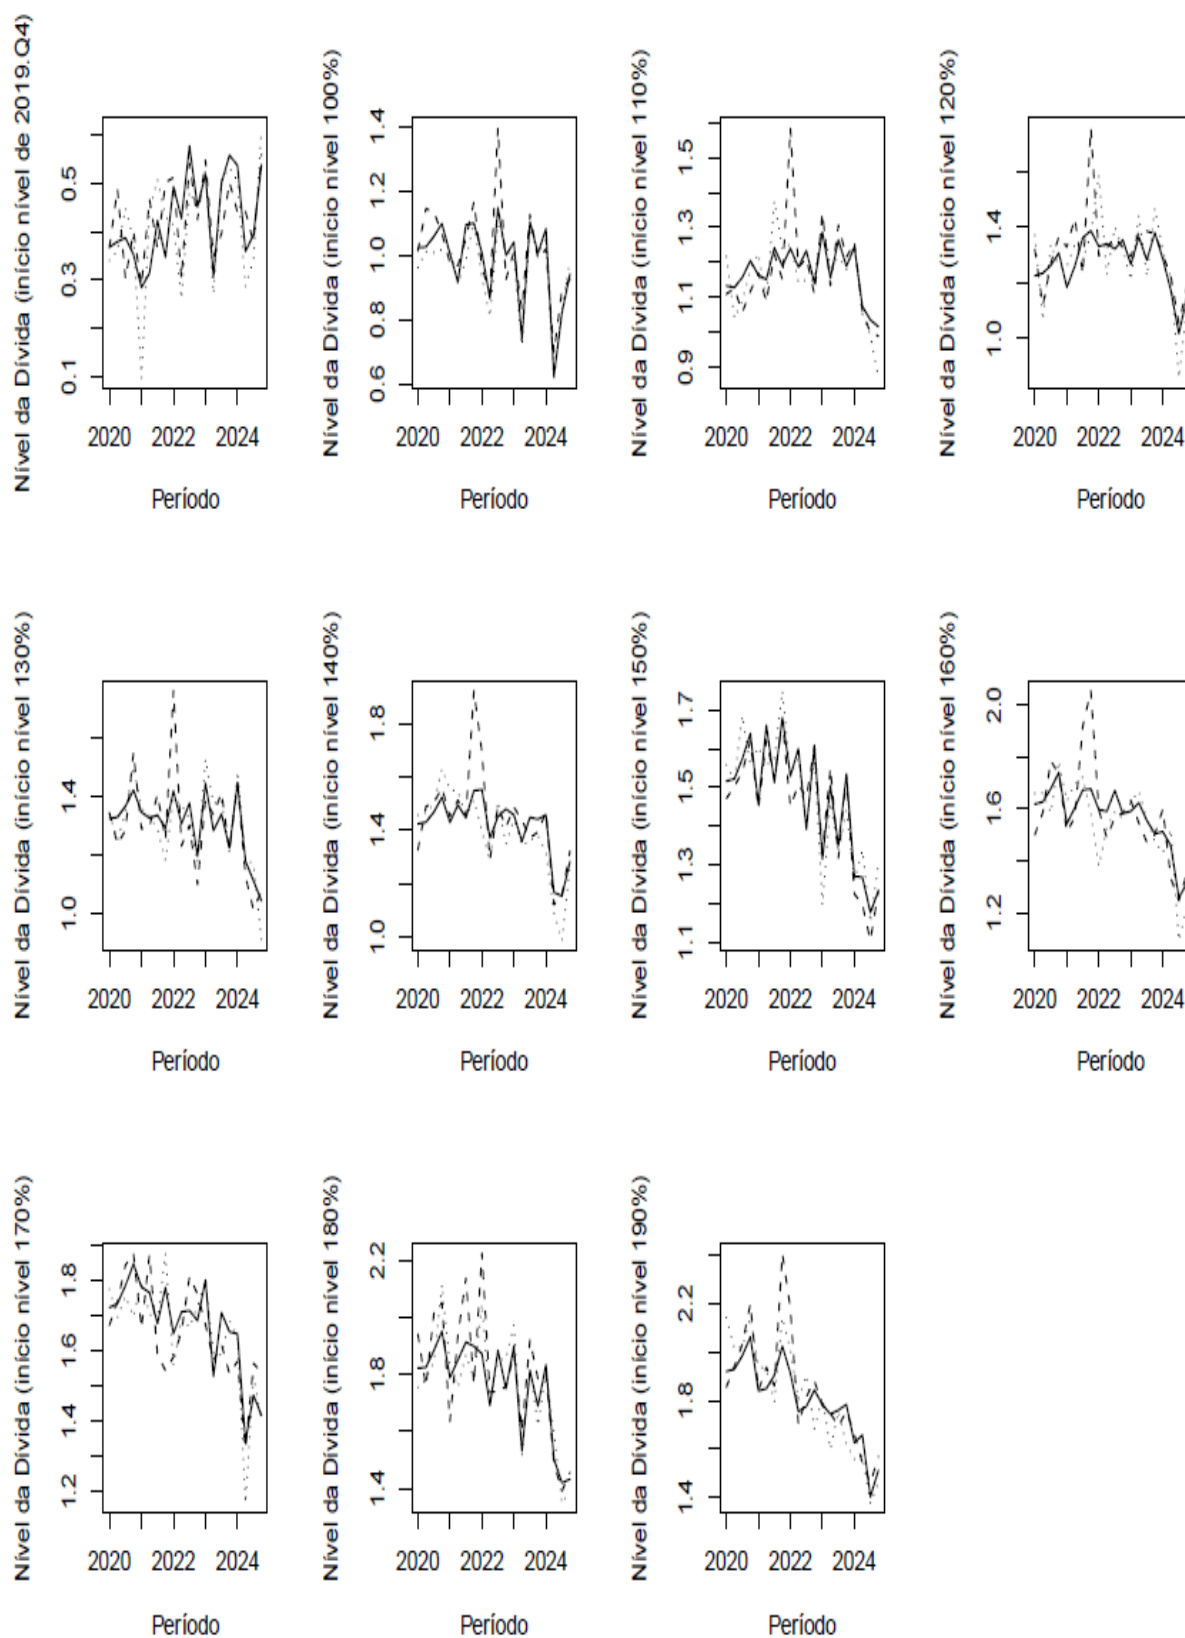 Nível da Dívida (início nível de 2019.Q4)
0.1 0.3 0.5
2020 2022 2024
Período
Nível da Dívida (início nível 100%)
0.6 0.8 1.0 1.2 1.4
2020 2022 2024
Período
Nível da Dívida (início nível 110%)
0.9 1.1 1.3 1.5
2020 2022 2024
Período
Nível da Dívida (início nível 120%)
1.0 1.4
2020 2022 2024
Período
Nível da Dívida (início nível 130%)
1.0 1.4
2020 2022 2024
Período
Nível da Dívida (início nível 140%)
1.0 1.4 1.8
2020 2022 2024
Período
Nível da Dívida (início nível 150%)
1.1 1.3 1.5 1.7
2020 2022 2024
Período
Nível da Dívida (início nível 160%)
1.2 1.6 2.0
2020 2022 2024
Período
Nível da Dívida (início nível 170%)
1.2 1.4 1.6 1.8
2020 2022 2024
Período
Nível da Dívida (início nível 180%)
1.4 1.8 2.2
2020 2022 2024
Período
Nível da Dívida (início nível 190%)
1.4 1.8 2.2
2020 2022 2024
Período